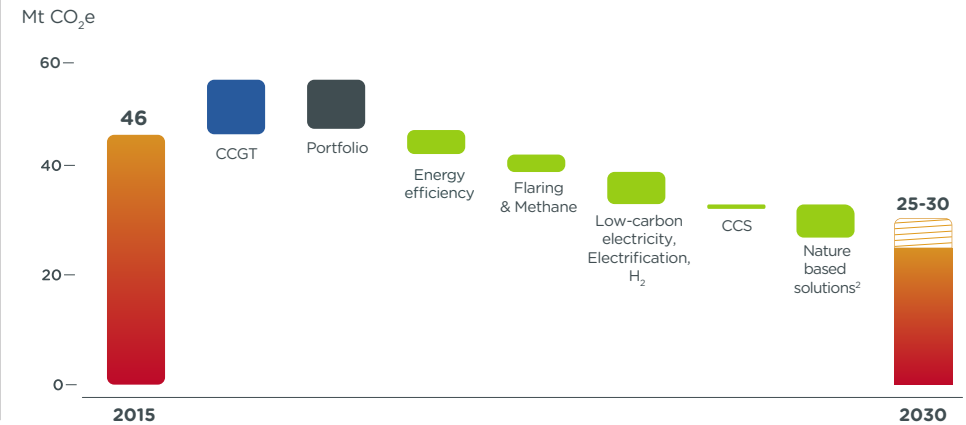 Mt CO₂e
60
46
CCGT
Portfolio
40
Energy
efficiency
Flaring
& Methane
Low-carbon
electricity,
Electrification,
H₂
CCS
Nature
based
solutions²
25-30
20
0
2015
2030